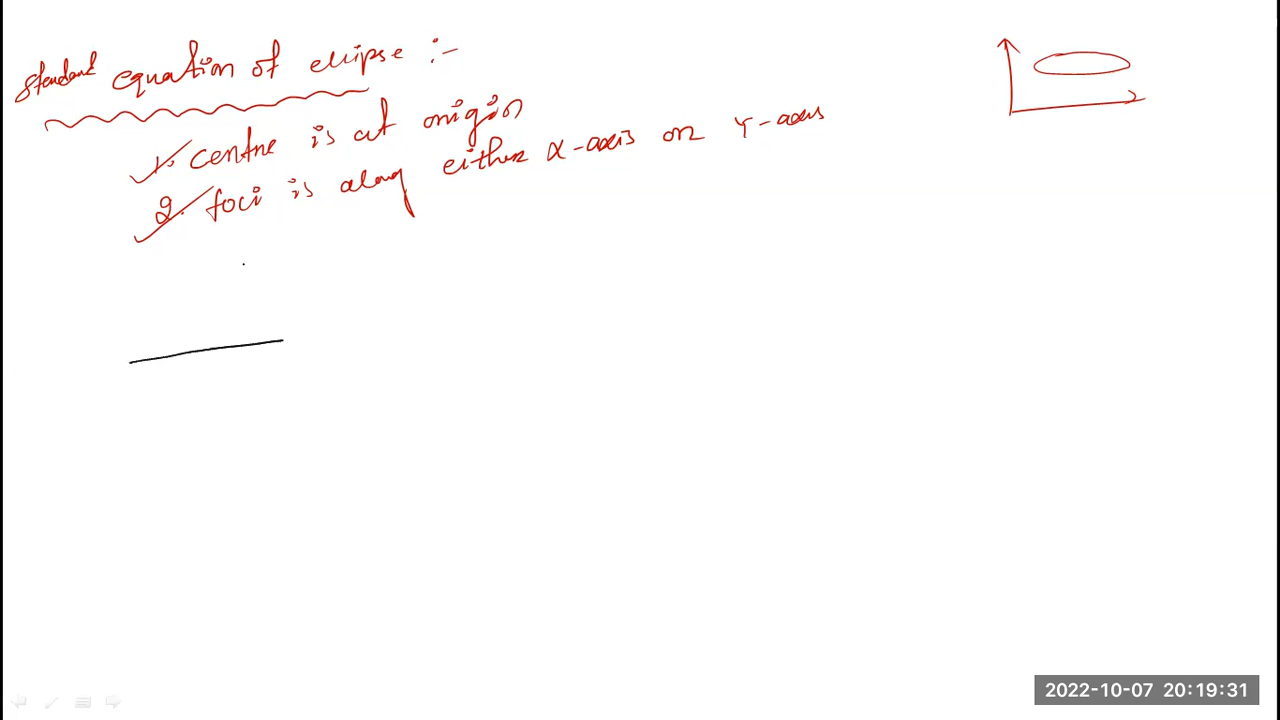 Standard equation of ellipse :-
1. centre is at origin
2. foci is along either X-axis or Y-axis
2022-10-07 20:19:31